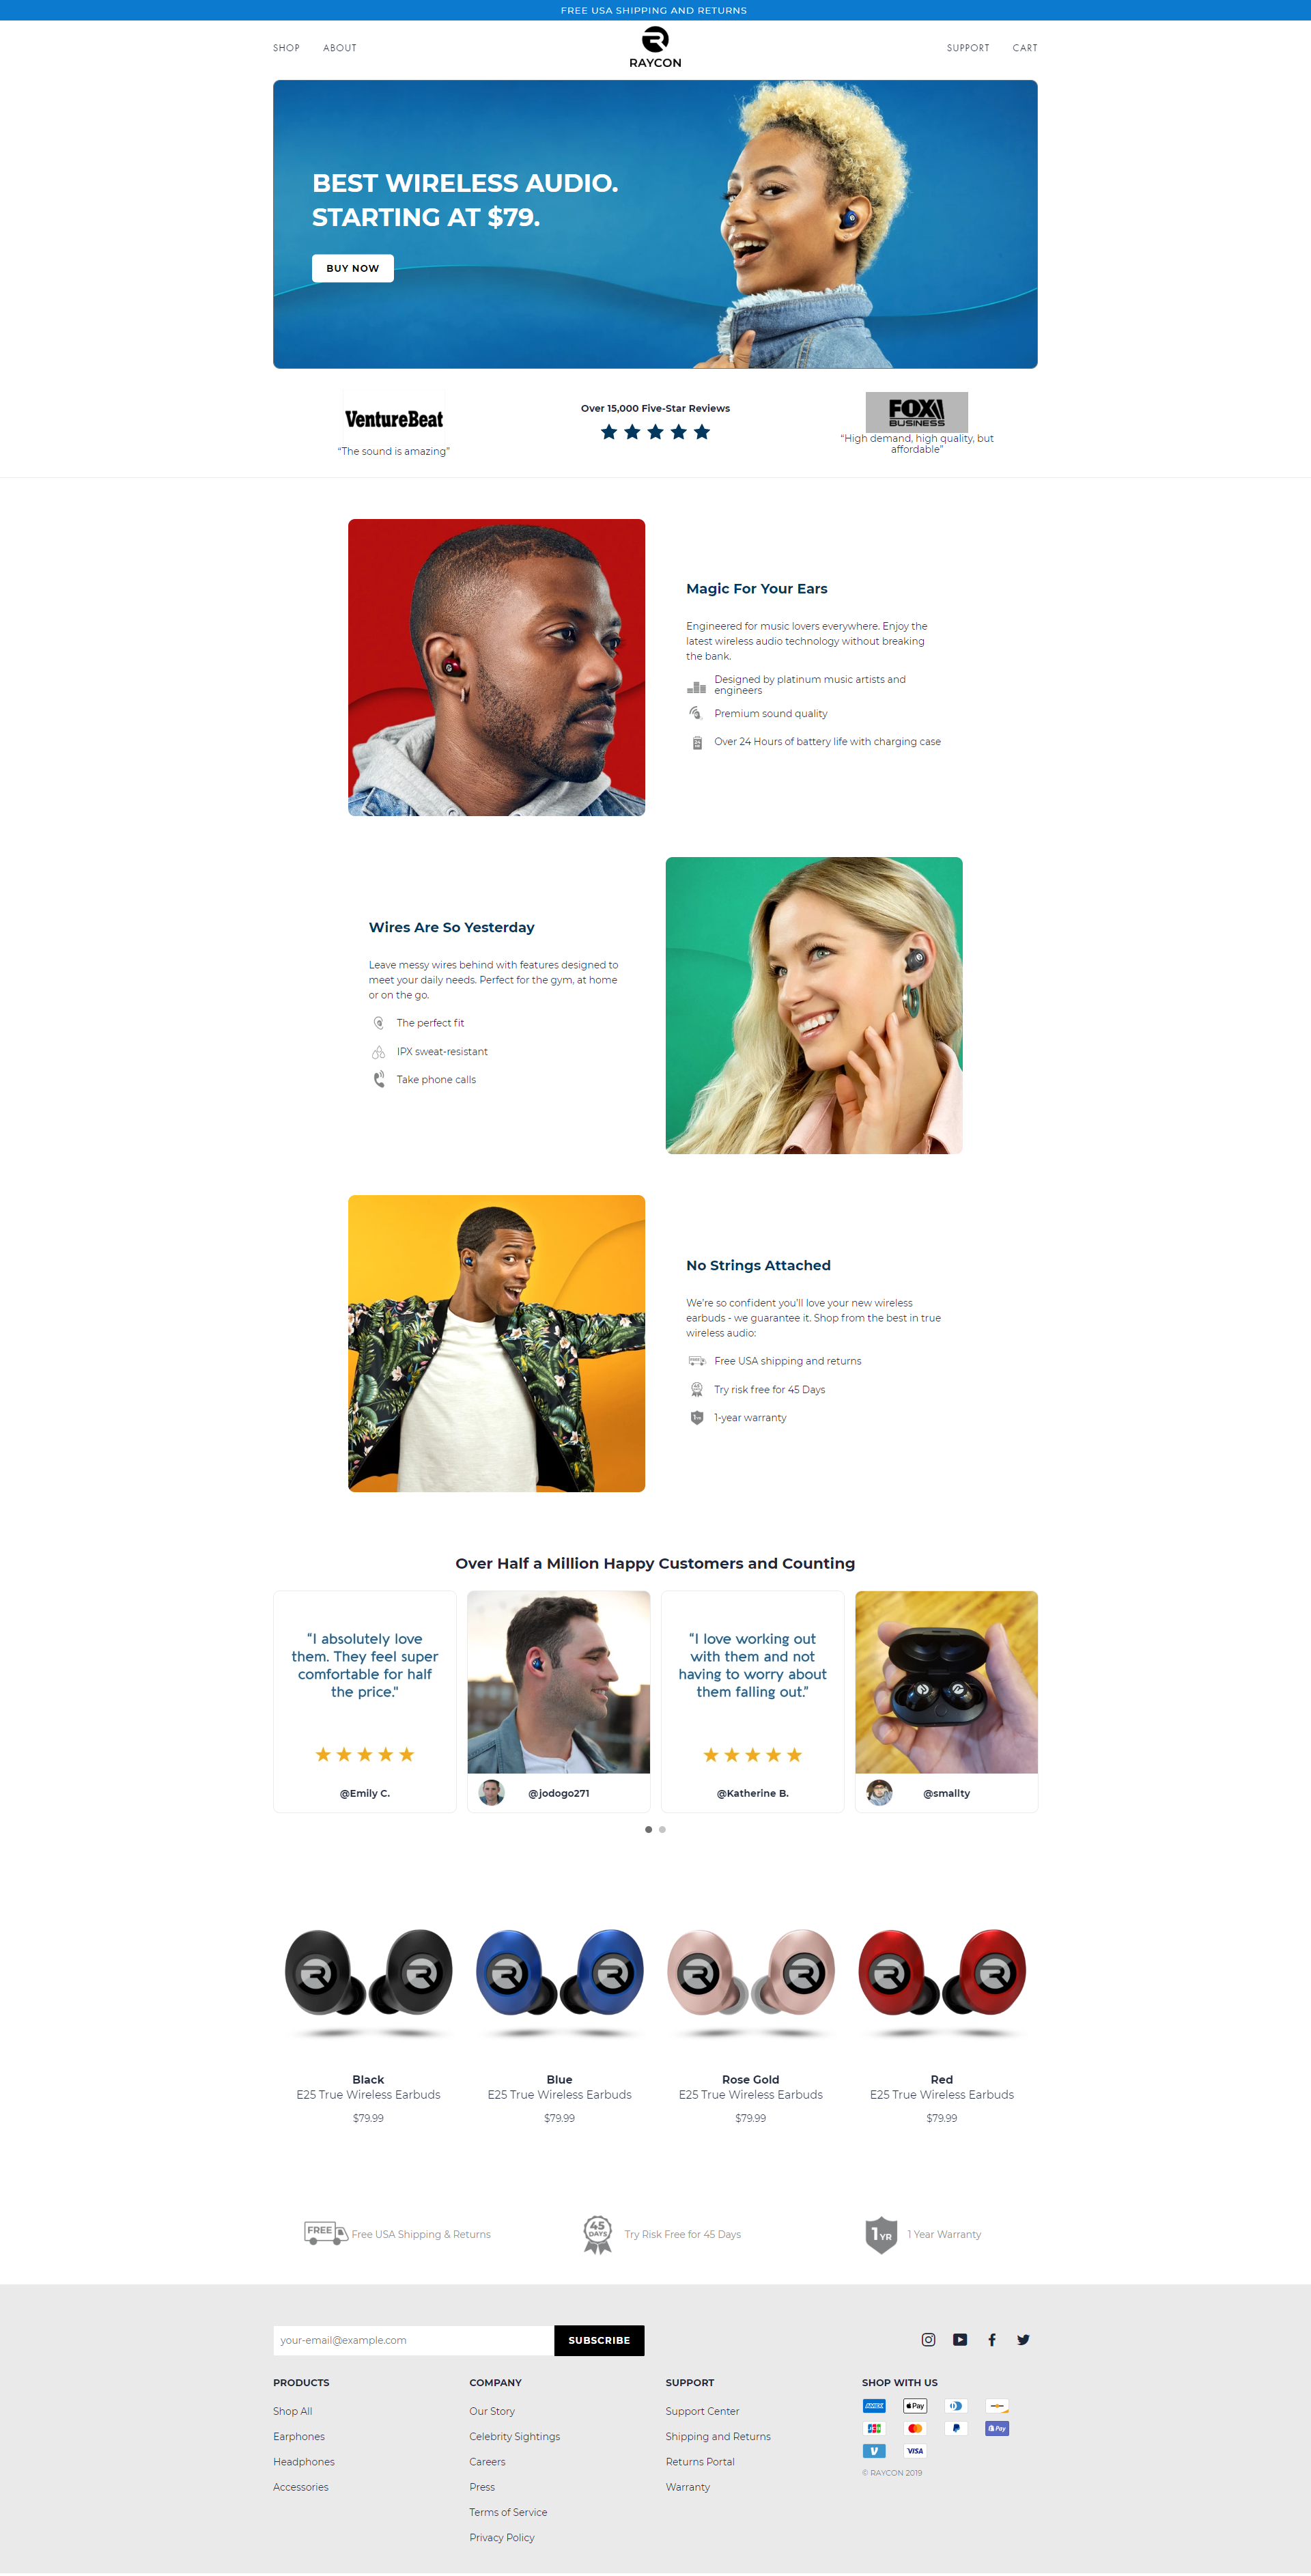 FREE USA SHIPPING AND RETURNS
SHOP ABOUT
RAYCON
SUPPORT CART
BEST WIRELESS AUDIO.
STARTING AT $79.
BUY NOW
VentureBeat
“The sound is amazing”
Over 15,000 Five-Star Reviews
FOX
BUSINESS
“High demand, high quality, but
affordable”
Magic For Your Ears
Engineered for music lovers everywhere. Enjoy the
latest wireless audio technology without breaking
the bank.
Designed by platinum music artists and
engineers
Premium sound quality
Over 24 Hours of battery life with charging case
Wires Are So Yesterday
Leave messy wires behind with features designed to
meet your daily needs. Perfect for the gym, at home
or on the go.
The perfect fit
IPX sweat-resistant
Take phone calls
No Strings Attached
We’re so confident you’ll love your new wireless
earbuds - we guarantee it. Shop from the best in true
wireless audio:
Free USA shipping and returns
Try risk free for 45 Days
1-year warranty
Over Half a Million Happy Customers and Counting
“I absolutely love
them. They feel super
comfortable for half
the price.”
@Emily C.
@jodogo271
“I love working out
with them and not
having to worry about
them falling out.”
@Katherine B.
@smallty
Black
E25 True Wireless Earbuds
$79.99
Blue
E25 True Wireless Earbuds
$79.99
Rose Gold
E25 True Wireless Earbuds
$79.99
Red
E25 True Wireless Earbuds
$79.99
FREE
Free USA Shipping & Returns
45
DAYS
Try Risk Free for 45 Days
1 YR
1 Year Warranty
your-email@example.com
SUBSCRIBE
PRODUCTS
Shop All
Earphones
Headphones
Accessories
COMPANY
Our Story
Celebrity Sightings
Careers
Press
Terms of Service
Privacy Policy
SUPPORT
Support Center
Shipping and Returns
Returns Portal
Warranty
SHOP WITH US
AMEX Pay
JCB Pay
VISA
© RAYCON 2019